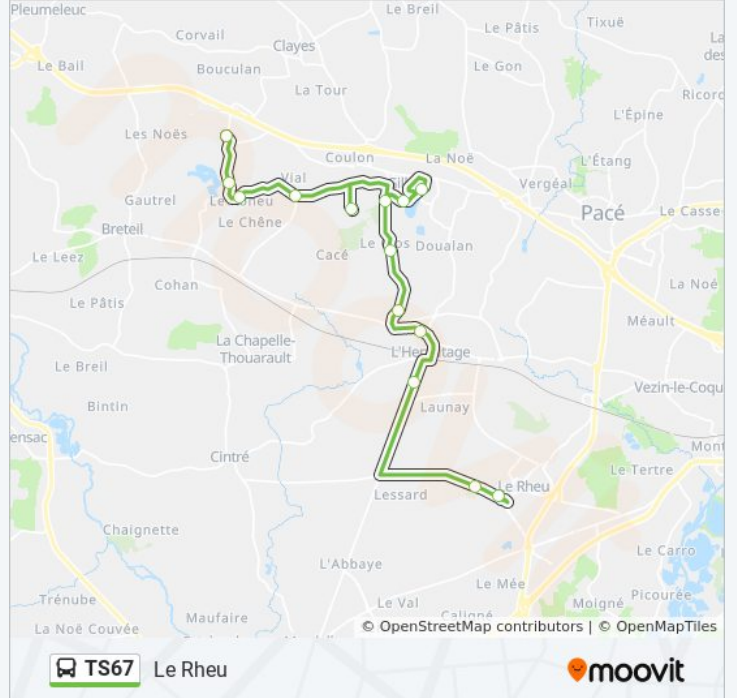 Pleumeleuc
Le Breil
Tixuë
Corvail
Clayes
Le Pâtis
Le Bail
Bouculan
Le Gon
La Tour
L'Épine
Les Noës
Coulon
La Noë
L'Étang
Vial
Vergéal
Gautrel
Le Chêne
Pacé
Le Casse
Breteil
Doualan
Le Leez
Cacé
La Noé
Cohan
Le Pâtis
Méault
La Chapelle-
Thouarault
L'Hermitage
Le Breil
Vezin-le-Coqu
Launay
Bintin
Cintré
Le Tertre
Le Rheu
Lessard
Chaignette
Le Carro
L'Abbaye
Le Mée
Trénube
Le Val
Moigné
Picourée
Maufaire
La Noë Couvée
© OpenStreetMap contributors | © OpenMapTiles
TS67 Le Rheu
moovit